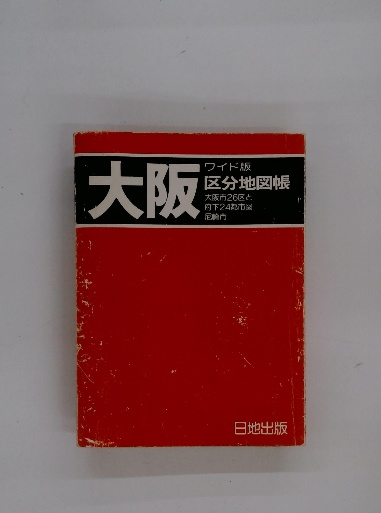 大阪
ワイド版
区分地図帳
大阪市26区と
府下24都市図
尼崎市
日地出版